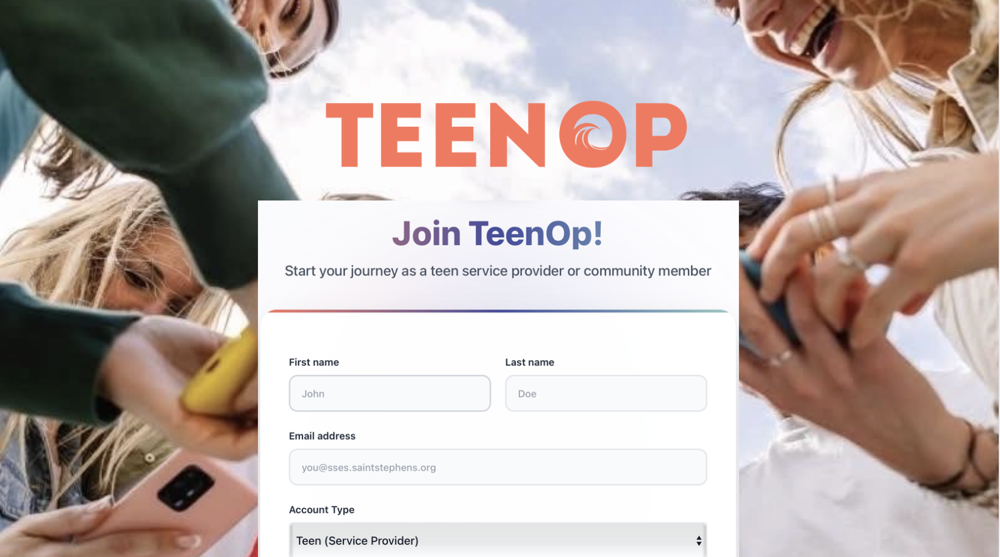 TEENOP
Join TeenOp!
Start your journey as a teen service provider or community member
First name
Last name
John
Doe
Email address
you@sses.saintstephens.org
Account Type
Teen (Service Provider)